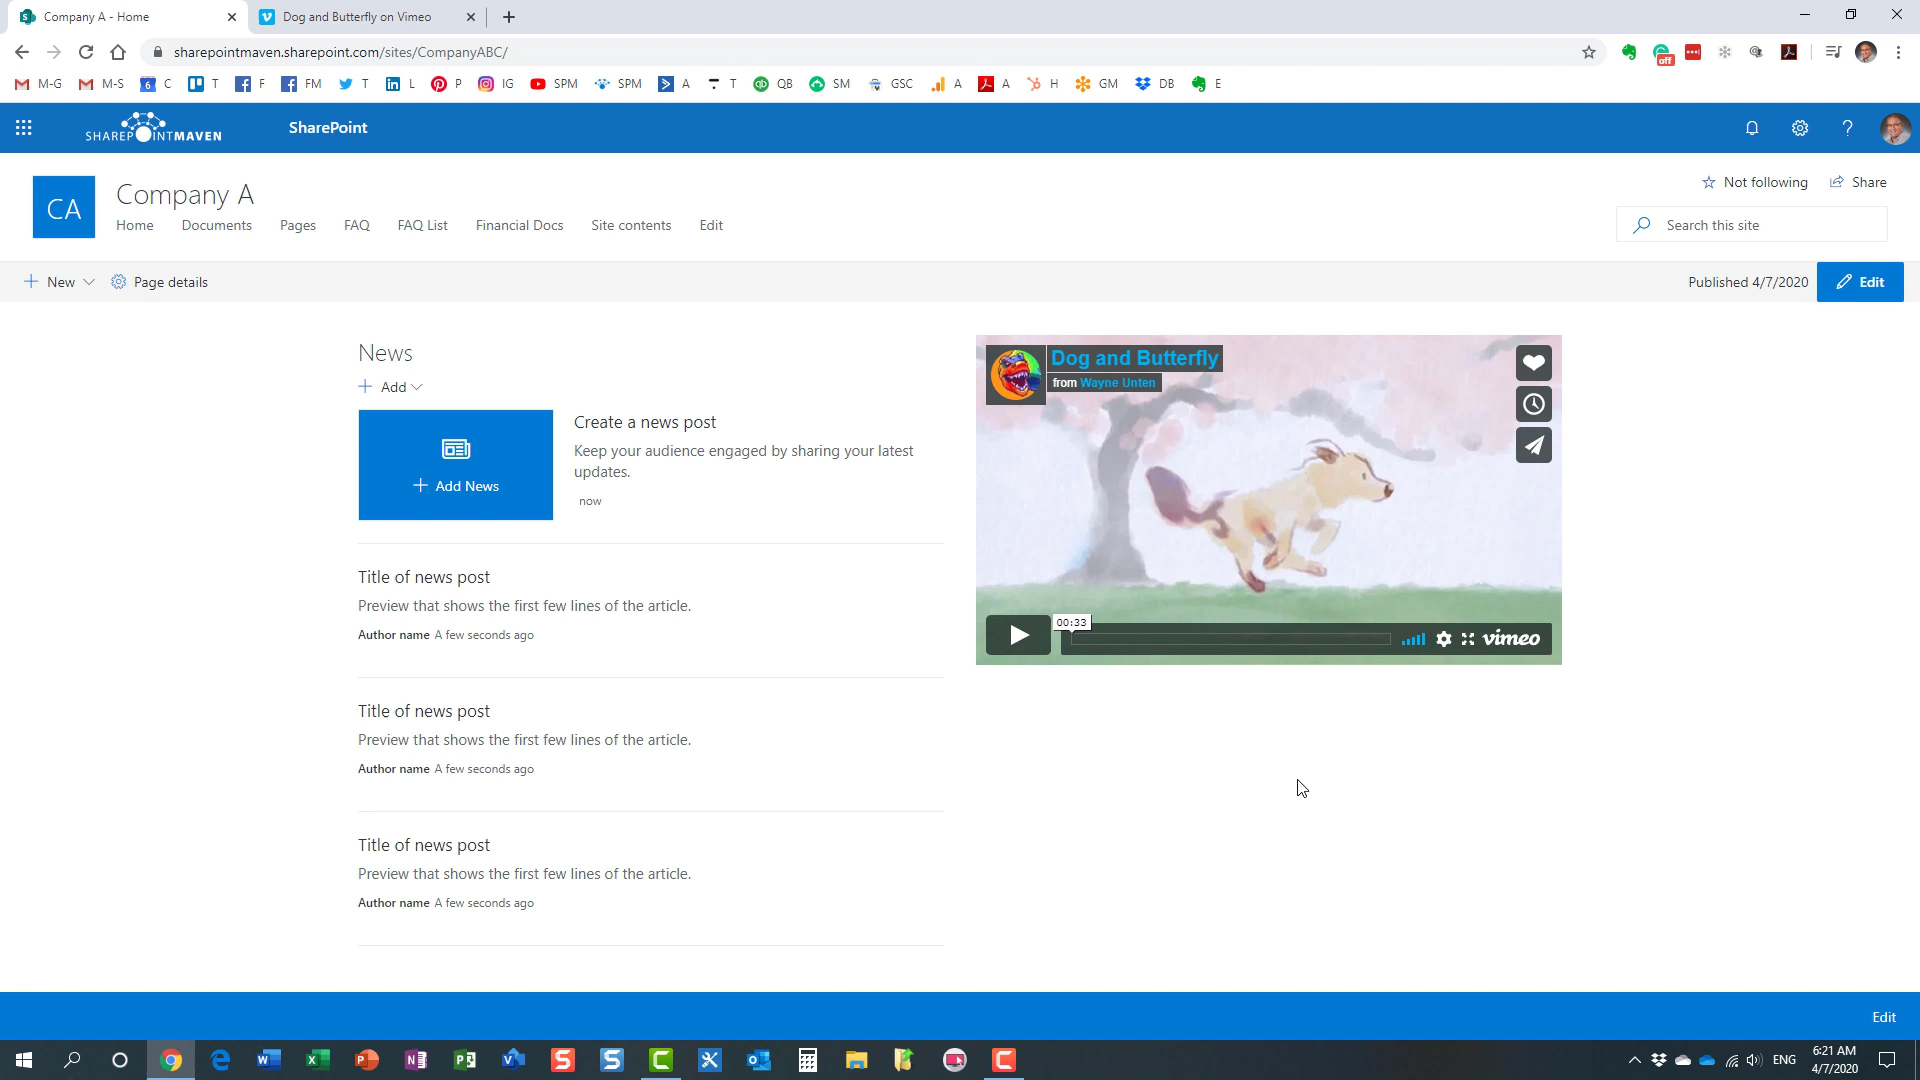 Company A - Home
Dog and Butterfly on Vimeo
sharepointmaven.sharepoint.com/sites/CompanyABC/
off
M-G M-S 6 C T F FM T L P IG SPM SPM A T QB SM GSC A A H GM DB E
SHAREPOINTMAVEN
SharePoint
CA
Company A
Not following
Share
Home Documents Pages FAQ FAQ List Financial Docs Site contents Edit
Search this site
New
Page details
Published 4/7/2020
Edit
News
Add
Add News
Create a news post
Keep your audience engaged by sharing your latest
updates.
now
Title of news post
Preview that shows the first few lines of the article.
Author name A few seconds ago
Title of news post
Preview that shows the first few lines of the article.
Author name A few seconds ago
Title of news post
Preview that shows the first few lines of the article.
Author name A few seconds ago
Dog and Butterfly
from Wayne Unten
00:33
vimeo
Edit
ENG
6:21 AM
4/7/2020